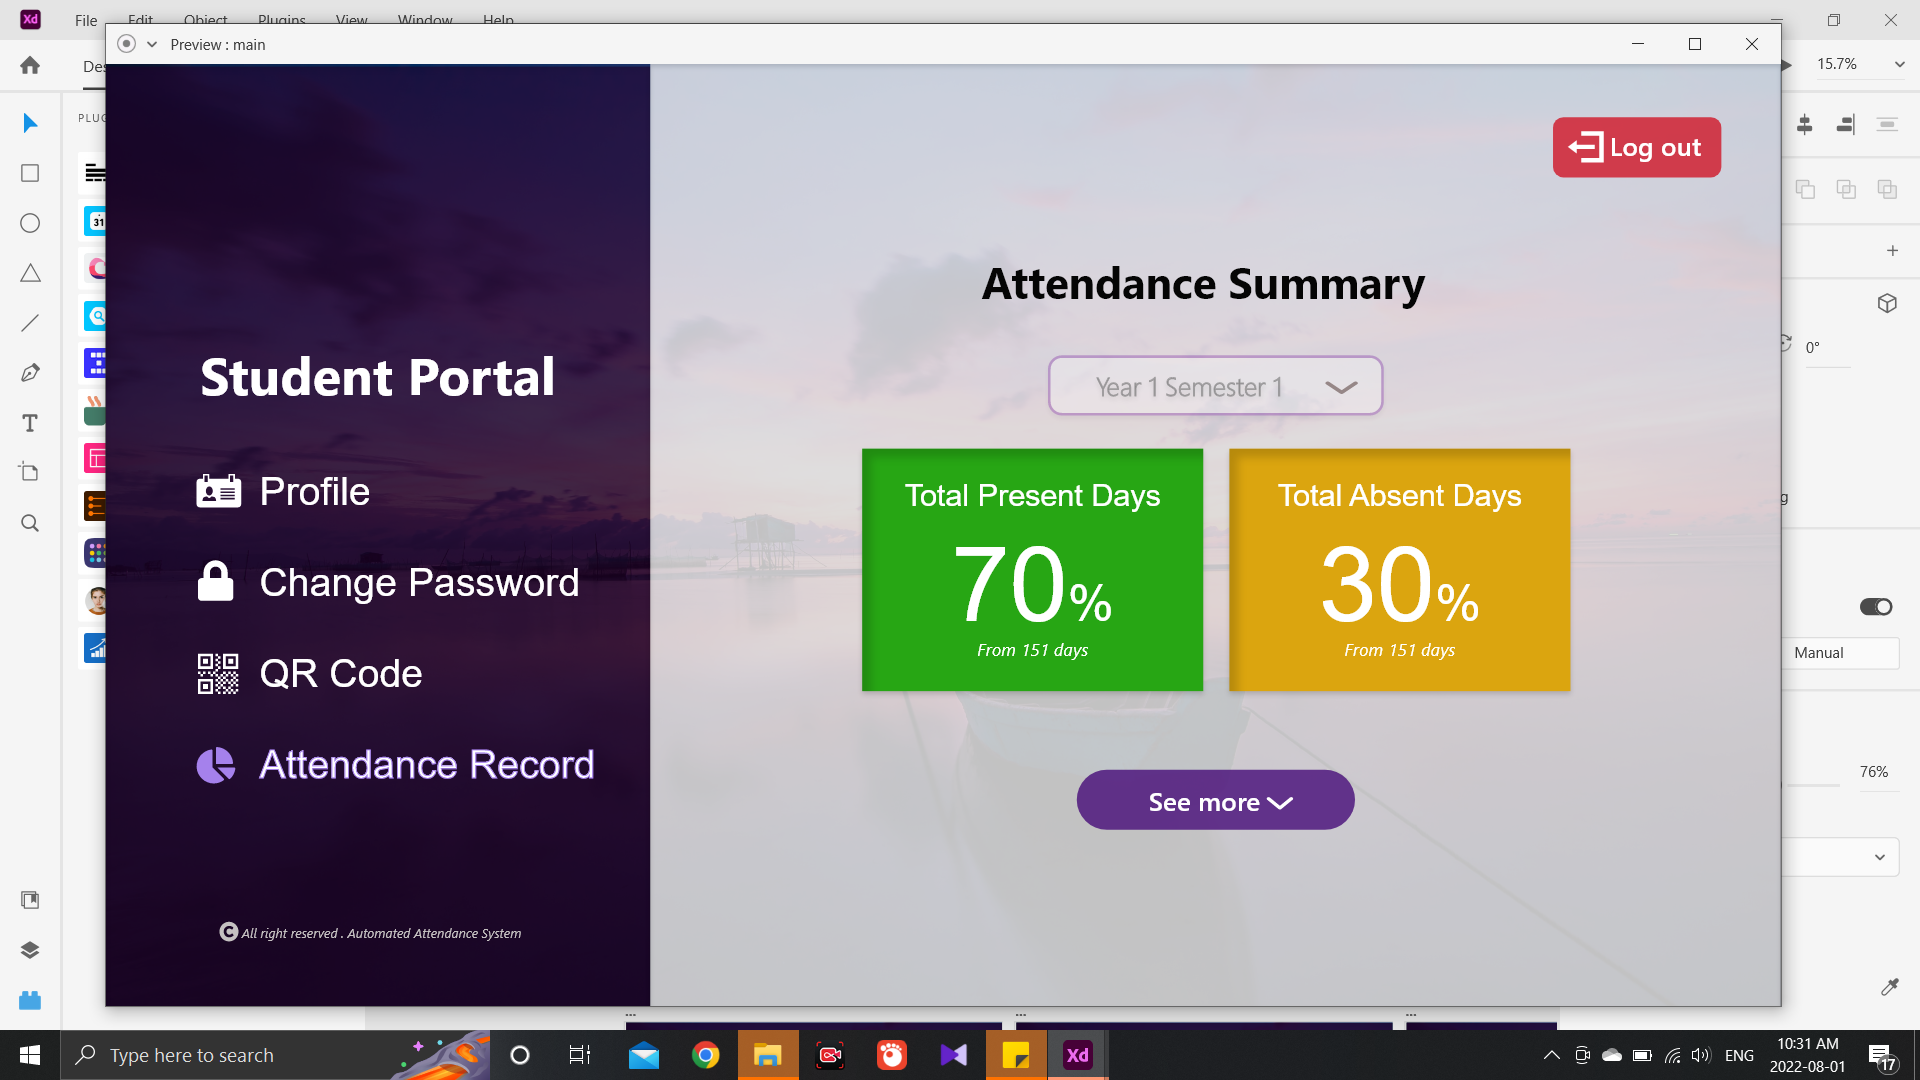 Xd File Edit Object Plugins View Window Help
Preview : main
15.7%
PLUG
31
Log out
Attendance Summary
0°
Student Portal
Year 1 Semester 1
Profile
Total Present Days
Total Absent Days
70%
30%
From 151 days
From 151 days
Change Password
Manual
QR Code
Attendance Record
76%
See more
C All right reserved . Automated Attendance System
Type here to search
Xd
ENG
10:31 AM
2022-08-01
17